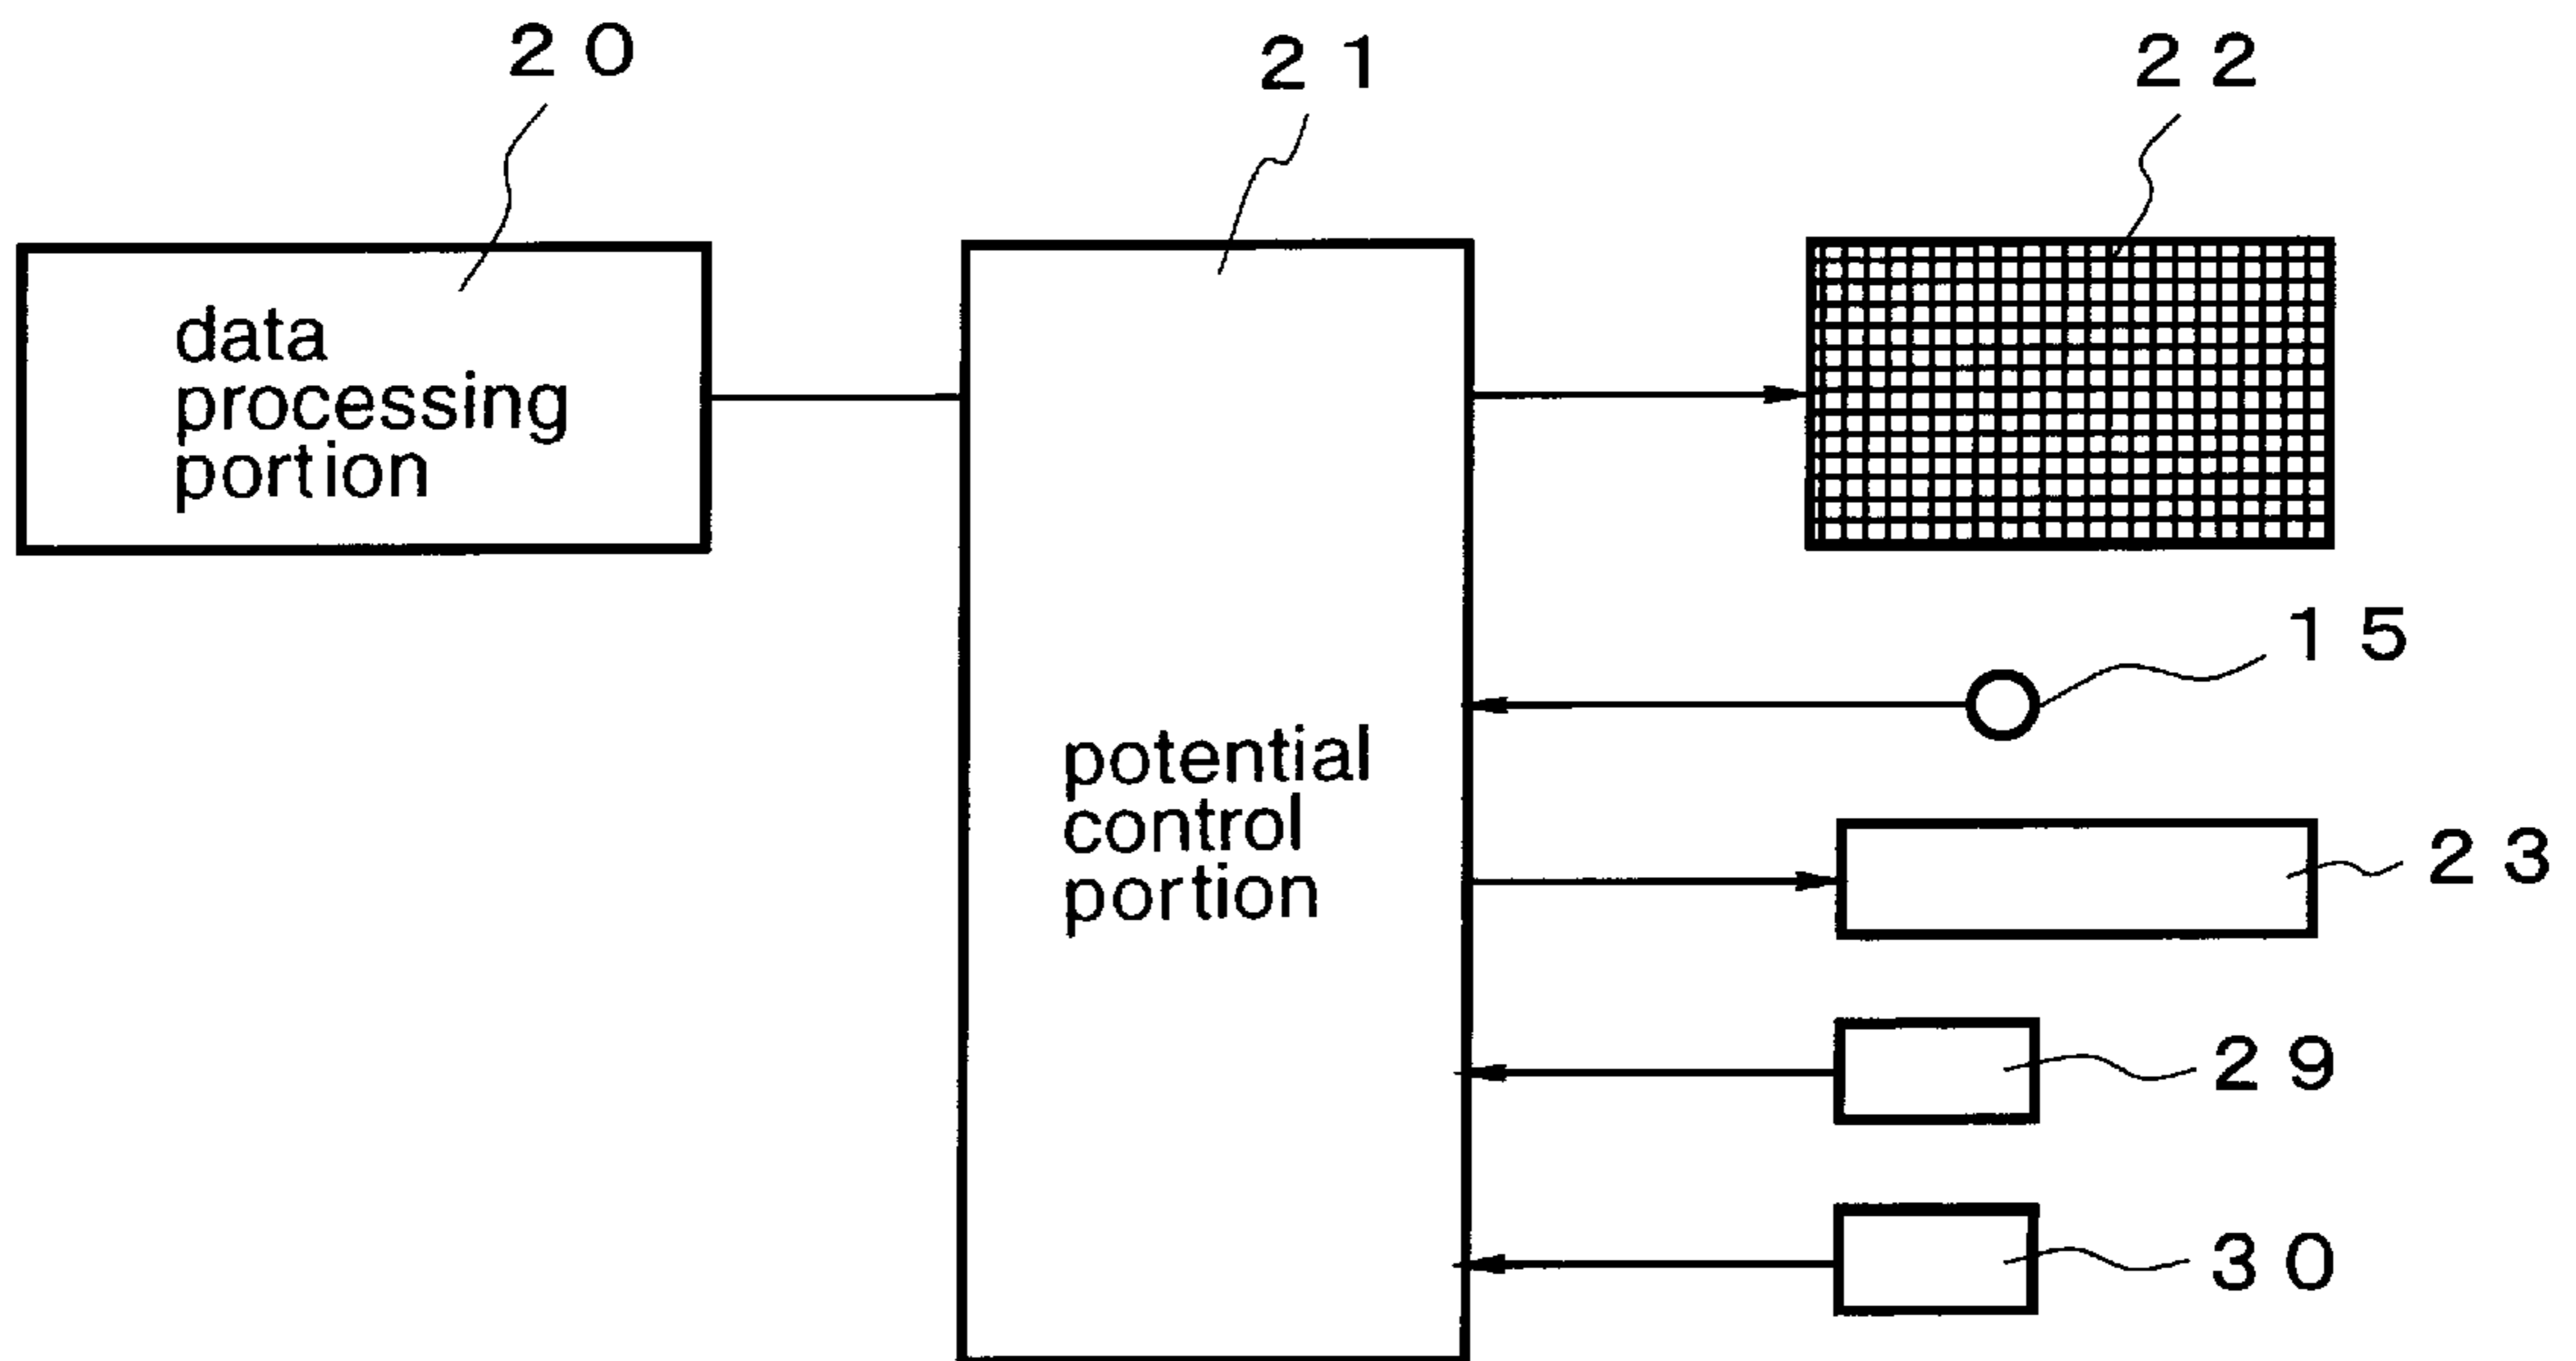 20
21
22
data
processing
portion
15
potential
control
portion
23
29
30